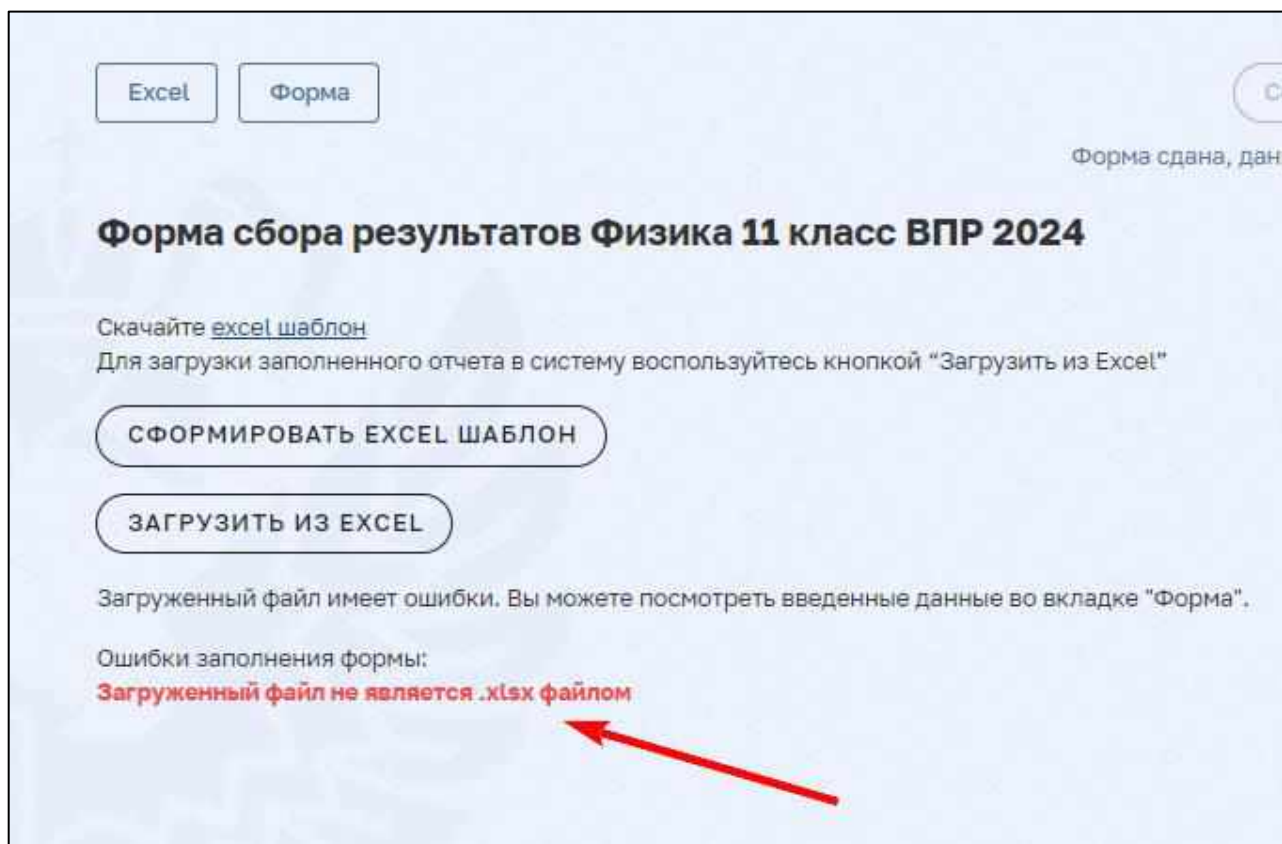 Excel Форма
Форма сдана,
Форма сбора результатов Физика 11 класс ВПР 2024
Скачайте excel шаблон
Для загрузки заполненного отчета в систему воспользуйтесь кнопкой “Загрузить из Excel”
СФОРМИРОВАТЬ EXCEL ШАБЛОН
ЗАГРУЗИТЬ ИЗ EXCEL
Загруженный файл имеет ошибки. Вы можете посмотреть введенные данные во вкладке "Форма".
Ошибки заполнения формы:
Загруженный файл не является .xlsx файлом